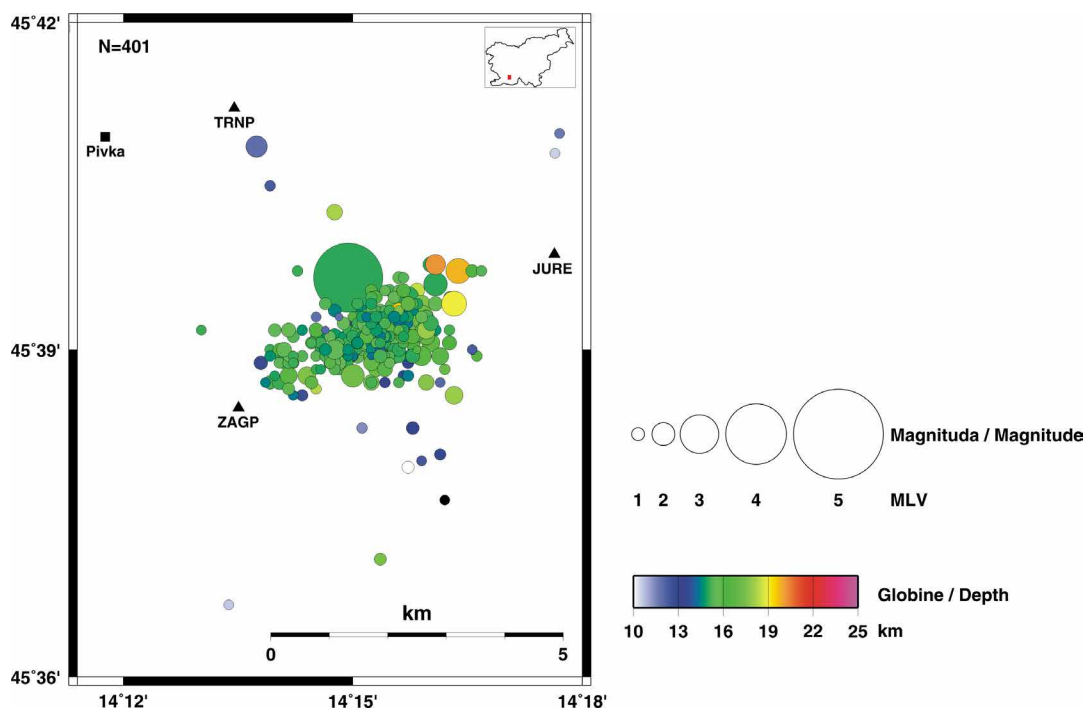 45°42'
N=401
TRNP
Pivka
JURE
45°39'
ZAGP
Magnituda / Magnitude
1 2 3 4 5 MLV
km
0 5
Globine / Depth
10 13 16 19 22 25 km
45°36'
14°12' 14°15' 14°18'